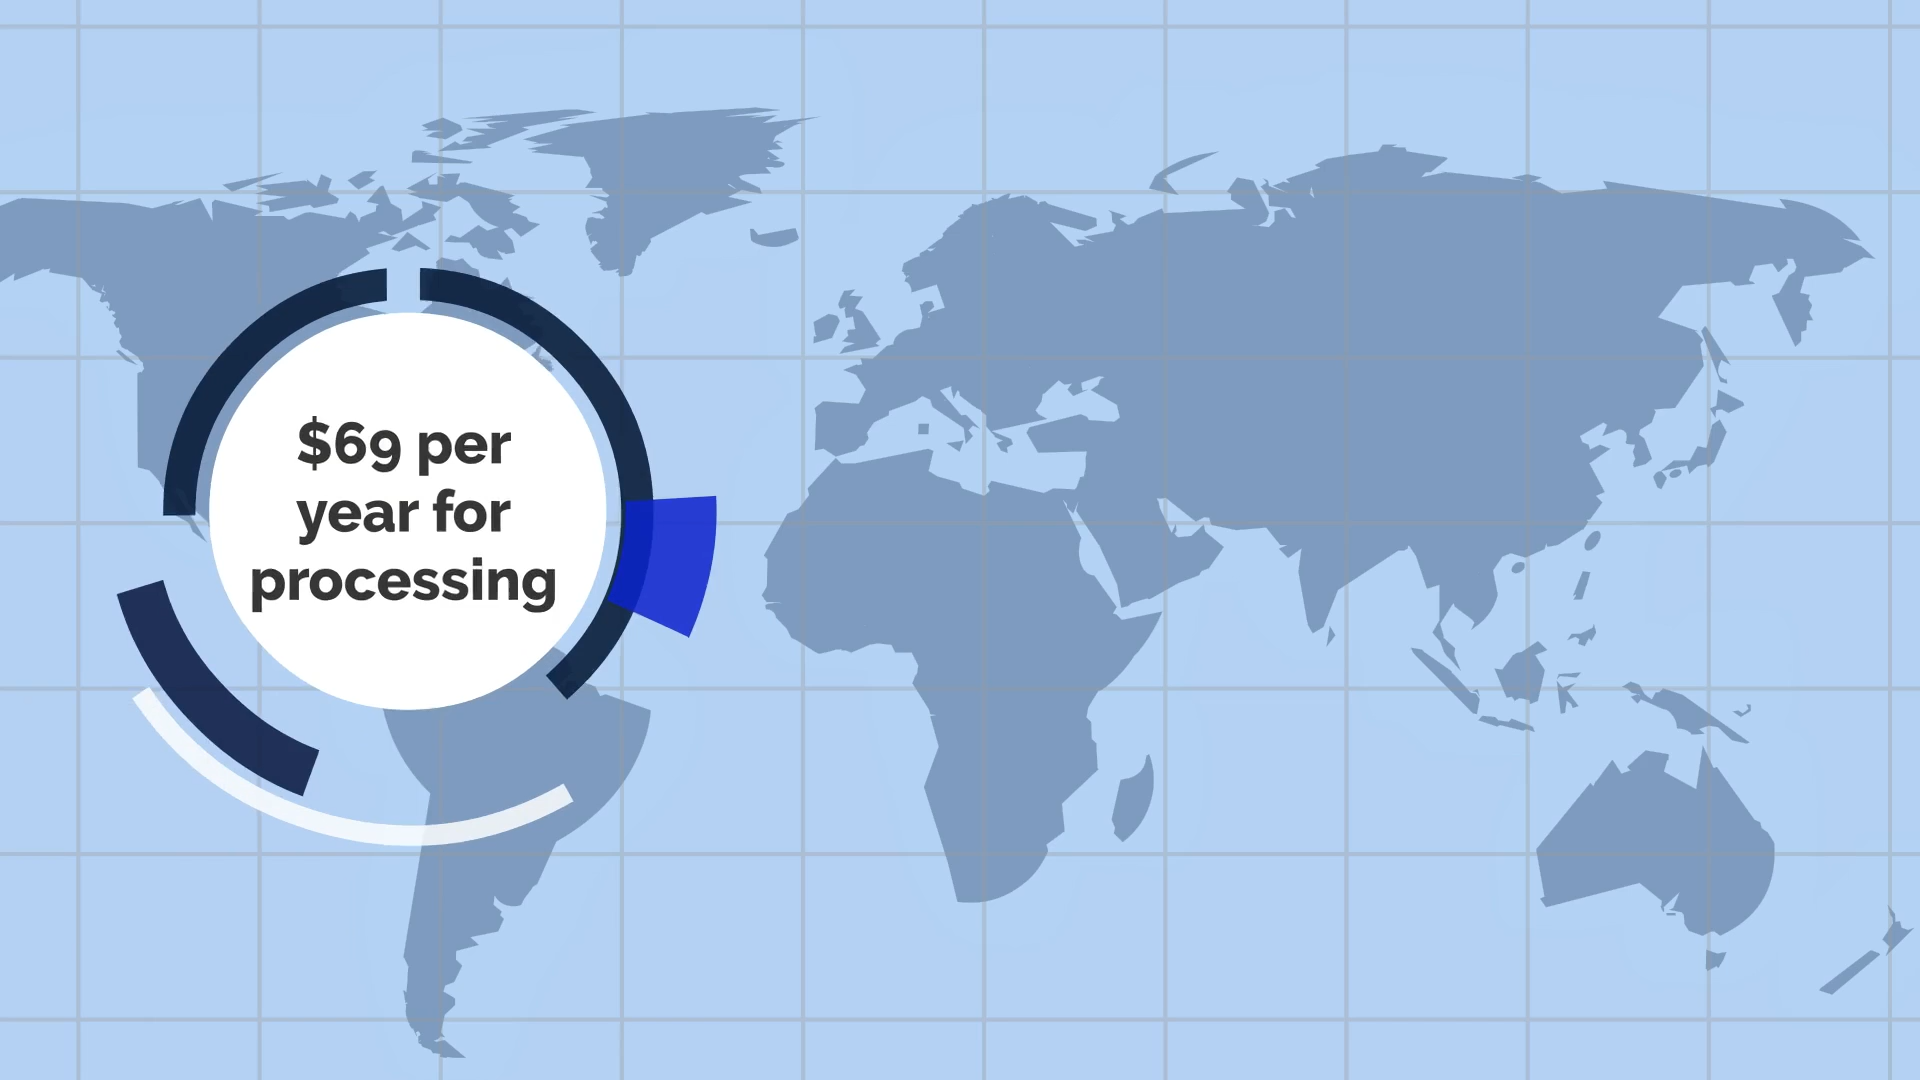 $69 per
year for
processing